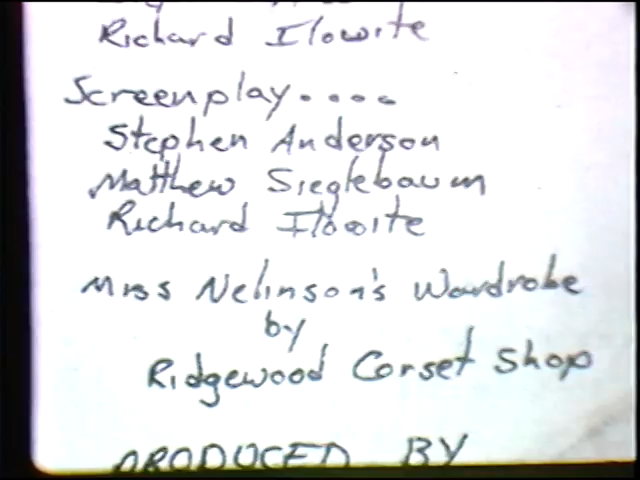 Richard Ilowite
Screenplay....
Stephen Anderson
Matthew Sieglebaum
Richard Ilowite
Miss Nelinson's Wardrobe
by
Ridgewood Corset Shop
PRODUCED BY